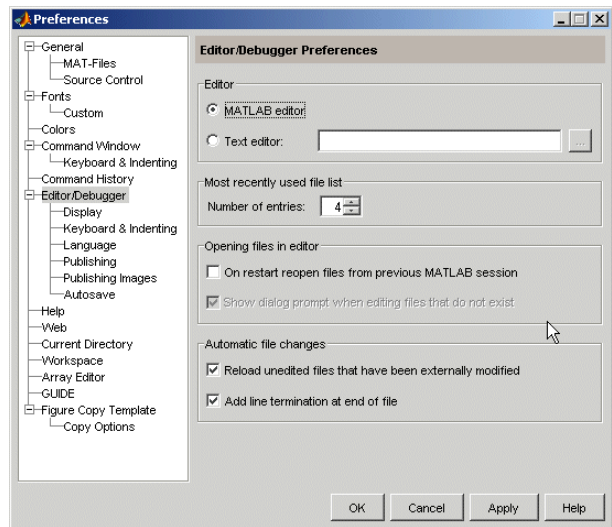 Preferences
General
MAT-Files
Source Control
Fonts
Custom
Colors
Command Window
Keyboard & Indenting
Command History
Editor/Debugger
Display
Keyboard & Indenting
Language
Publishing
Publishing Images
Autosave
Help
Web
Current Directory
Workspace
Array Editor
GUIDE
Figure Copy Template
Copy Options
Editor/Debugger Preferences
Editor
MATLAB editor
Text editor:
...
Most recently used file list
Number of entries: 4
Opening files in editor
On restart reopen files from previous MATLAB session
Show dialog prompt when editing files that do not exist
Automatic file changes
Reload unedited files that have been externally modified
Add line termination at end of file
OK Cancel Apply Help